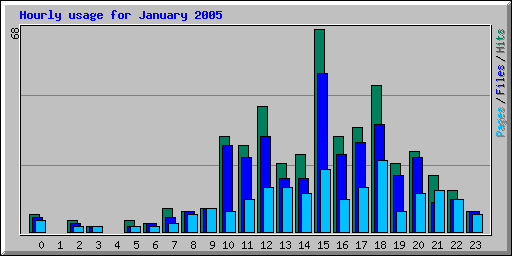 Hourly usage for January 2005
68
Pages / Files / Hits
0 1 2 3 4 5 6 7 8 9 10 11 12 13 14 15 16 17 18 19 20 21 22 23